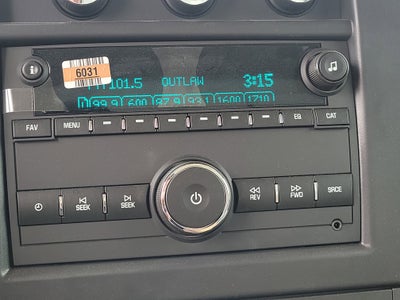 6031
101.5 OUTLAW 3:15
99.9 600 87.9 93.1 1600 1710
FAV MENU EQ CAT
SEEK SEEK REV FWD SRCE